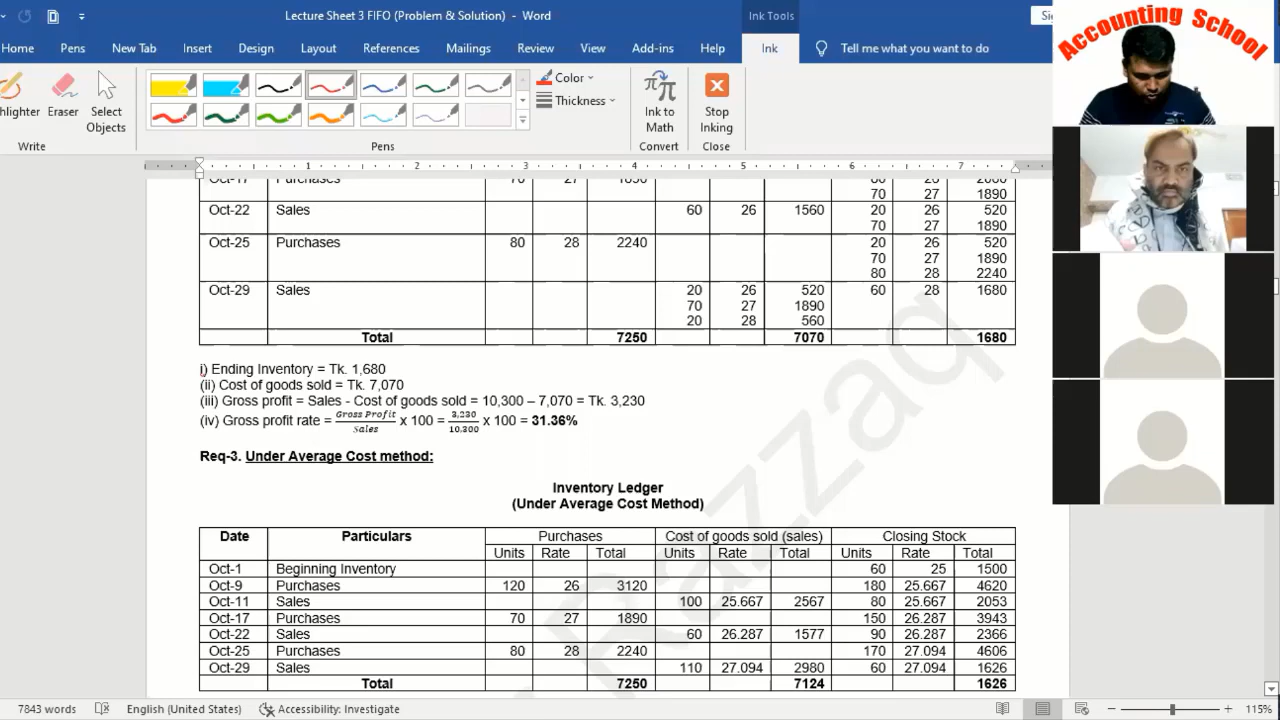 Lecture Sheet 3 FIFO (Problem & Solution) - Word
Ink Tools
Accounting School
Home Pens New Tab Insert Design Layout References Mailings Review View Add-ins Help Ink Tell me what you want to do
Eraser Select Objects
Write
Pens
Color
Thickness
Ink to Math
Convert
Stop Inking
Close
1 2 3 4 5 6 7
Oct-17 Purchases 70 27 1890
70 27 1890
Oct-22 Sales 60 26 1560 20 26 520
70 27 1890
Oct-25 Purchases 80 28 2240 20 26 520
70 27 1890
80 28 2240
Oct-29 Sales 20 26 520 60 28 1680
70 27 1890
20 28 560
Total 7250 7070 1680
i) Ending Inventory = Tk. 1,680
(ii) Cost of goods sold = Tk. 7,070
(iii) Gross profit = Sales - Cost of goods sold = 10,300 – 7,070 = Tk. 3,230
(iv) Gross profit rate = Gross Profit / Sales x 100 = 3,230 / 10,300 x 100 = 31.36%
Req-3. Under Average Cost method:
Inventory Ledger
(Under Average Cost Method)
Date Particulars Purchases Cost of goods sold (sales) Closing Stock
Units Rate Total Units Rate Total Units Rate Total
Oct-1 Beginning Inventory 60 25 1500
Oct-9 Purchases 120 26 3120 180 25.667 4620
Oct-11 Sales 100 25.667 2567 80 25.667 2053
Oct-17 Purchases 70 27 1890 150 26.287 3943
Oct-22 Sales 60 26.287 1577 90 26.287 2366
Oct-25 Purchases 80 28 2240 170 27.094 4606
Oct-29 Sales 110 27.094 2980 60 27.094 1626
Total 7250 7124 1626
Razzaq
7843 words English (United States) Accessibility: Investigate 115%